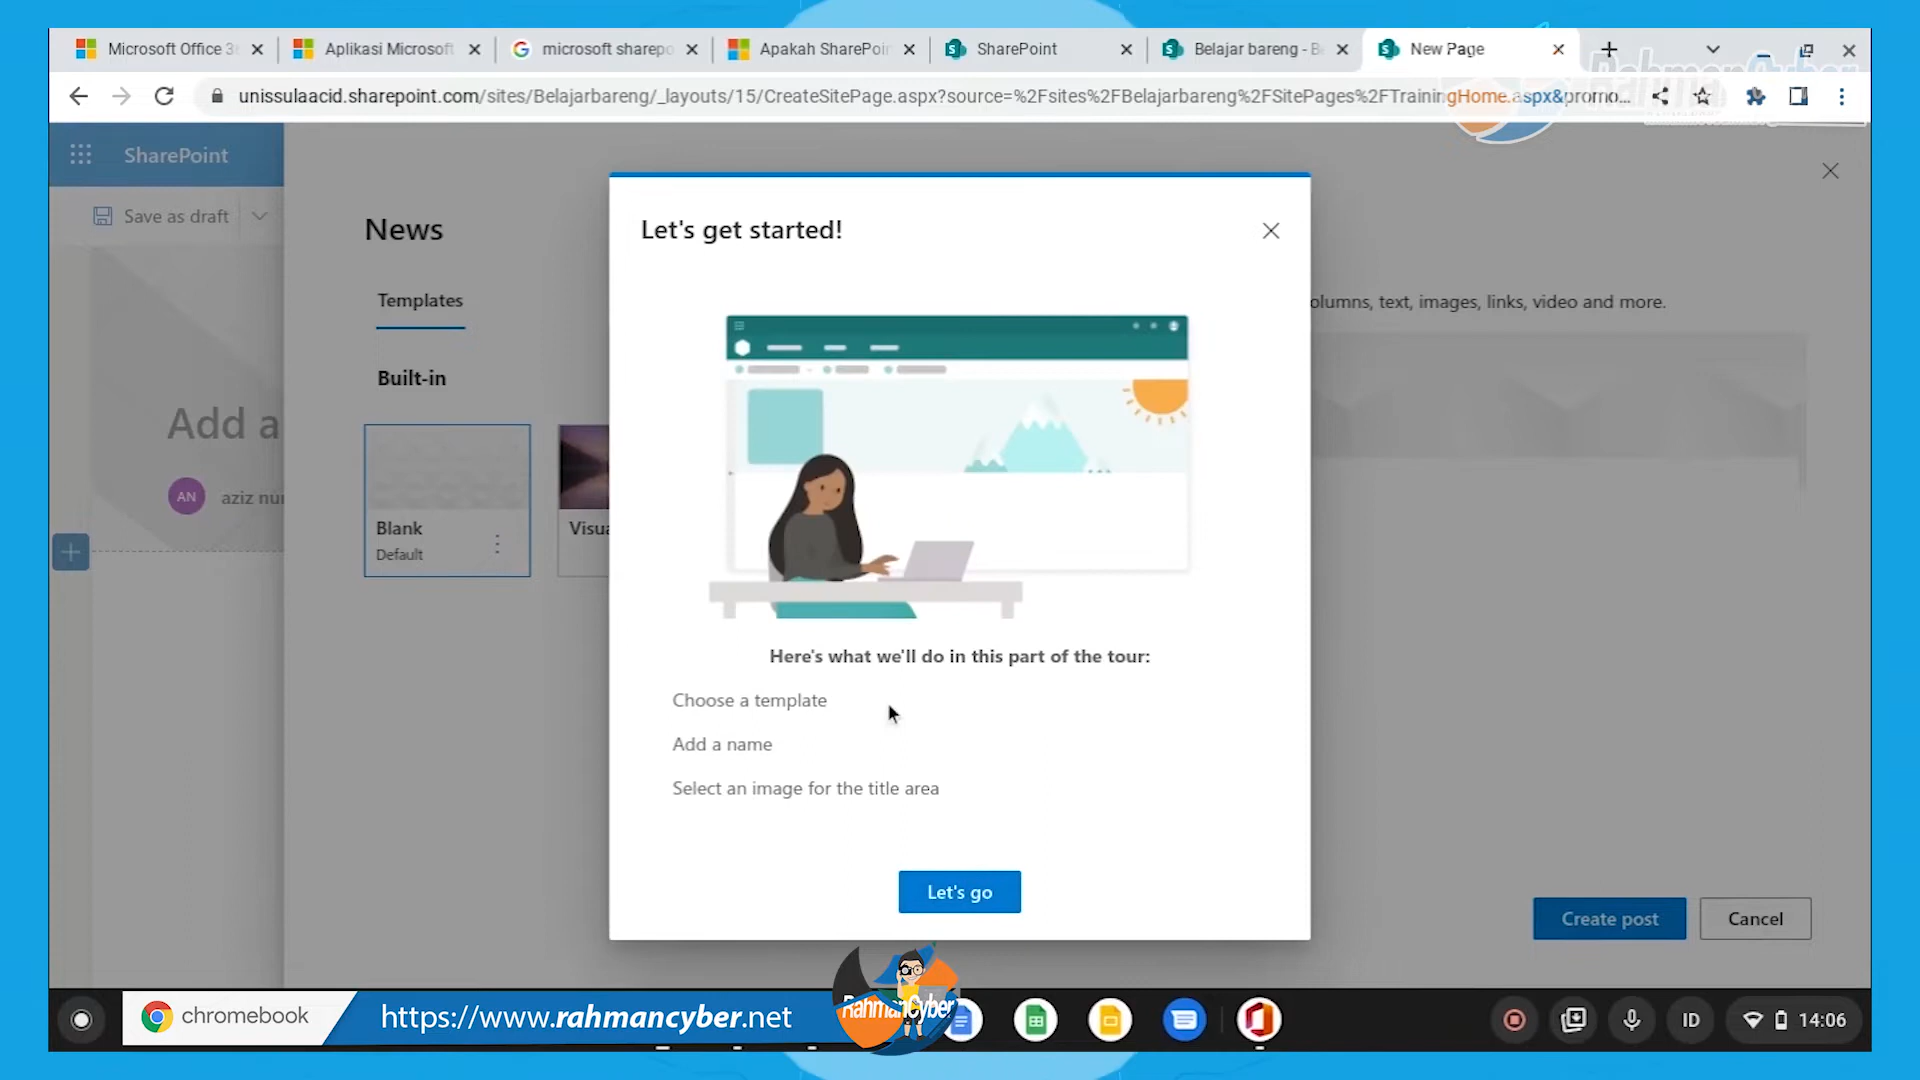 Microsoft Office 3
Aplikasi Microsoft
microsoft sharepo
Apakah SharePoin
SharePoint
Belajar bareng - B
New Page
unissulaacid.sharepoint.com/sites/Belajarbareng/_layouts/15/CreateSitePage.aspx?source=%2Fsites%2FBelajarbareng%2FSitePages%2FTrainingHome.aspx&promo...
SharePoint
Save as draft
News
Let's get started!
Templates
olumns, text, images, links, video and more.
Built-in
Add a
AN
aziz nu
Blank
Default
Visua
Here's what we'll do in this part of the tour:
Choose a template
Add a name
Select an image for the title area
Let's go
Create post
Cancel
chromebook
https://www.rahmancyber.net
RahmanCyber
ID
14:06